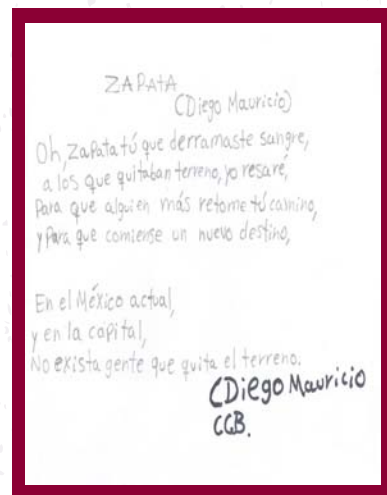 ZAPATA
(Diego Mauricio)
Oh, Zapata tú que derramaste sangre,
a los que quitaban terreno, yo resaré,
Para que alguien más retome tú camino,
y Para que comiense un nuevo destino,
En el México actual,
y en la capital,
No exista gente que quita el terreno.
(Diego Mauricio
CGB.